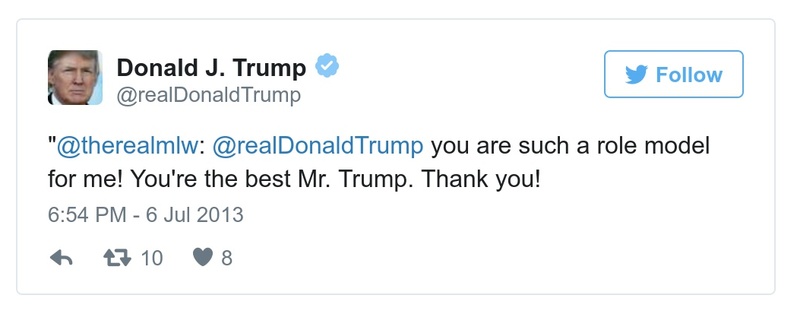 Donald J. Trump
@realDonaldTrump
Follow
"@therealmlw: @realDonaldTrump you are such a role model
for me! You're the best Mr. Trump. Thank you!
6:54 PM - 6 Jul 2013
10 8